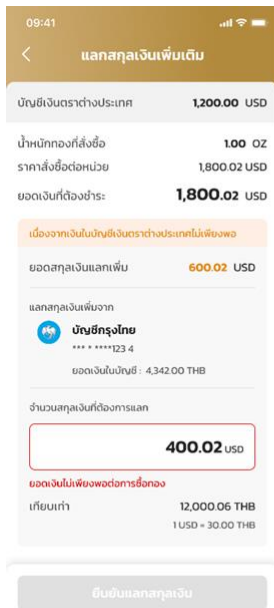 09:41
แลกสกุลเงินเพิ่มเติม
บัญชีเงินตราต่างประเทศ 1,200.00 USD
น้ำหนักทองที่สั่งซื้อ 1.00 OZ
ราคาสั่งซื้อต่อหน่วย 1,800.02 USD
ยอดเงินที่ต้องชำระ 1,800.02 USD
เนื่องจากเงินในบัญชีเงินตราต่างประเทศไม่เพียงพอ
ยอดสกุลเงินแลกเพิ่ม 600.02 USD
แลกสกุลเงินเพิ่มจาก
บัญชีกรุงไทย
*** * ****123 4
ยอดเงินในบัญชี : 4,342.00 THB
จำนวนสกุลเงินที่ต้องการแลก
400.02 USD
ยอดเงินไม่เพียงพอต่อการซื้อทอง
เทียบเท่า 12,000.06 THB
1 USD = 30.00 THB
ยืนยันแลกสกุลเงิน